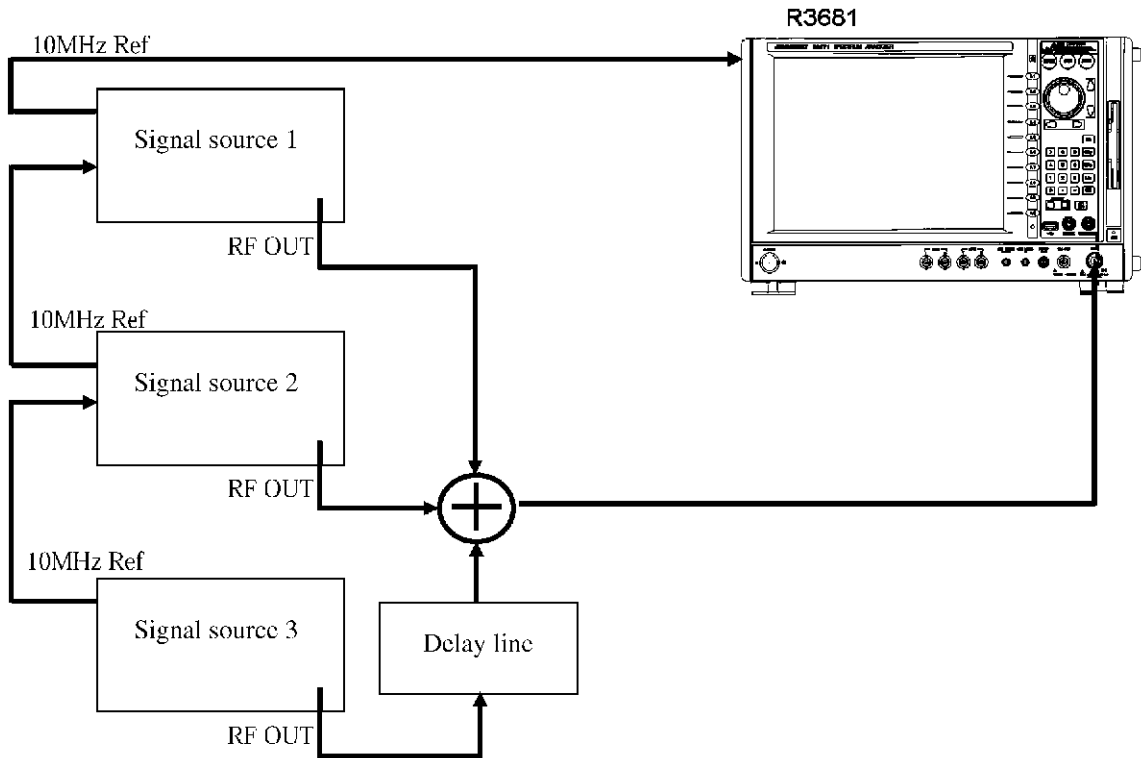 R3681
10MHz Ref
Signal source 1
RF OUT
10MHz Ref
Signal source 2
RF OUT
10MHz Ref
Signal source 3
Delay line
RF OUT